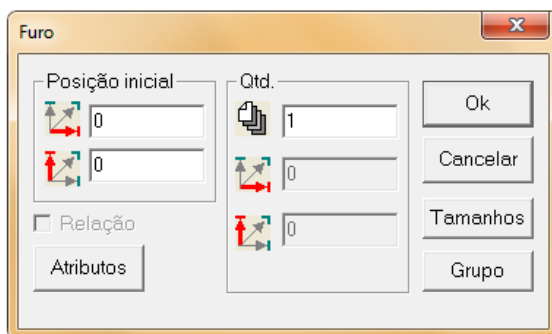 Furo
Posição inicial
0
0
Relação
Atributos
Qtd.
1
0
0
Ok
Cancelar
Tamanhos
Grupo